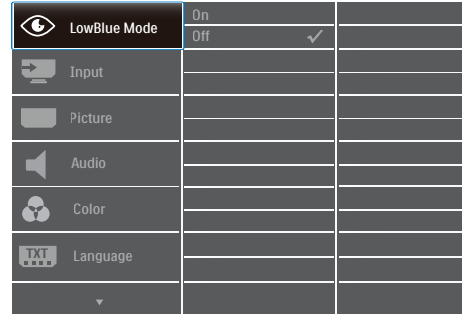 LowBlue Mode
On
Off
Input
Picture
Audio
Color
TXT
Language